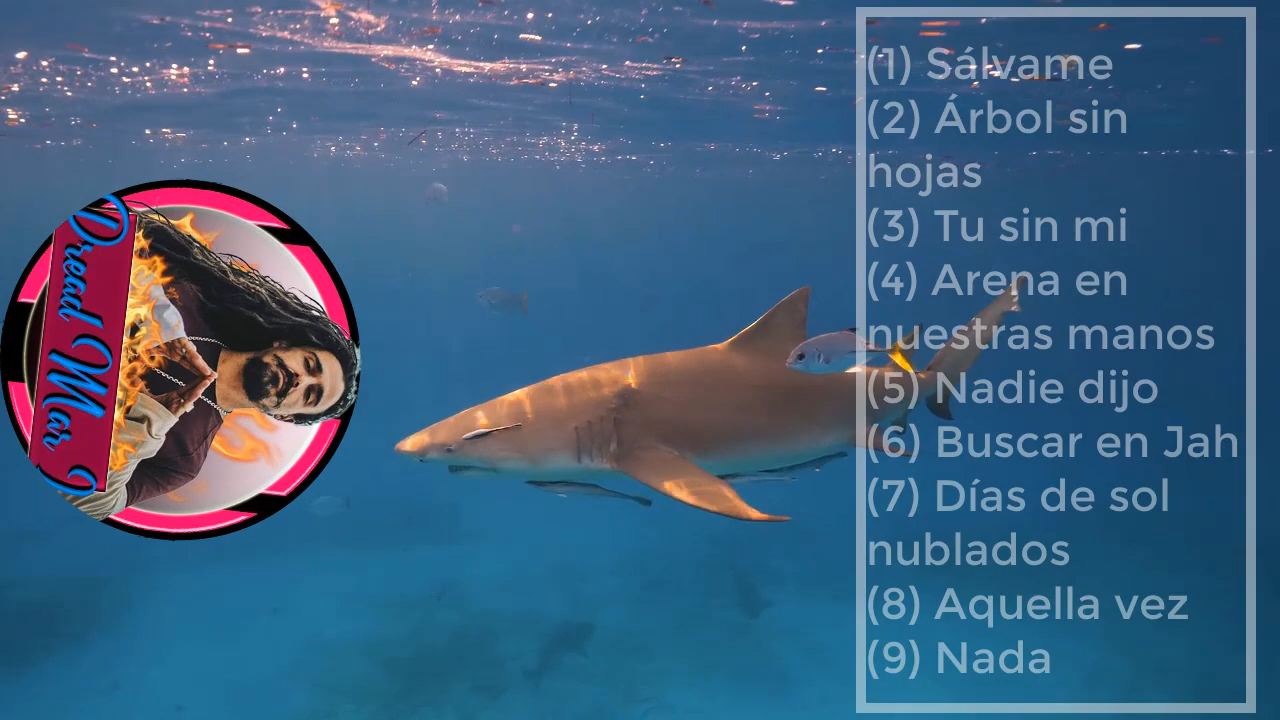 Dread Mar I
(1) Sálvame
(2) Árbol sin
hojas
(3) Tu sin mi
(4) Arena en
nuestras manos
(5) Nadie dijo
(6) Buscar en Jah
(7) Días de sol
nublados
(8) Aquella vez
(9) Nada